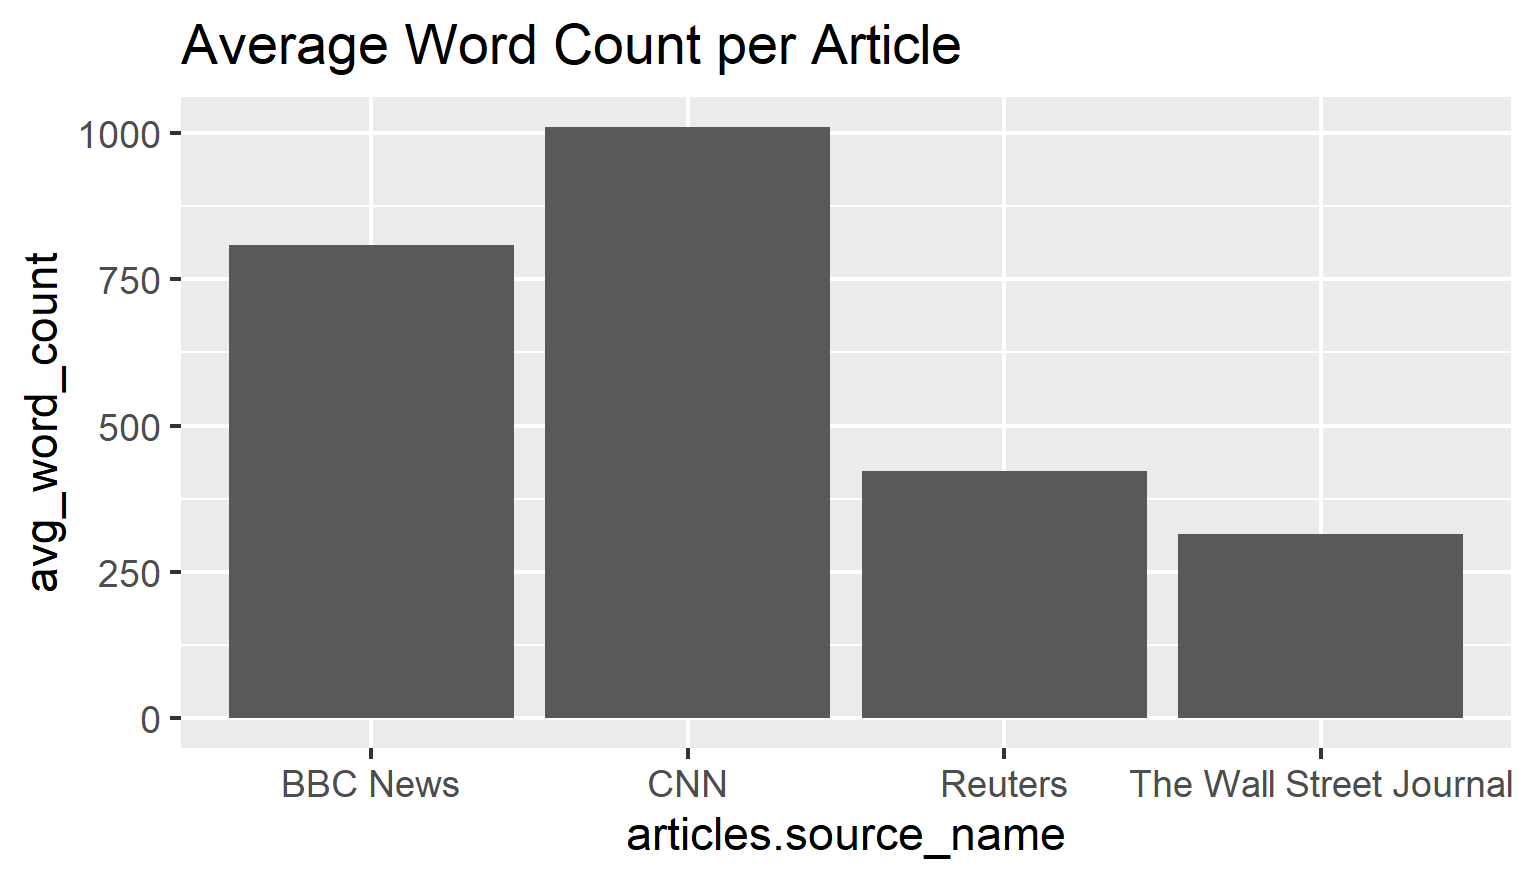 Average Word Count per Article
avg_word_count
1000
750
500
250
0
BBC News
CNN
Reuters
The Wall Street Journal
articles.source_name